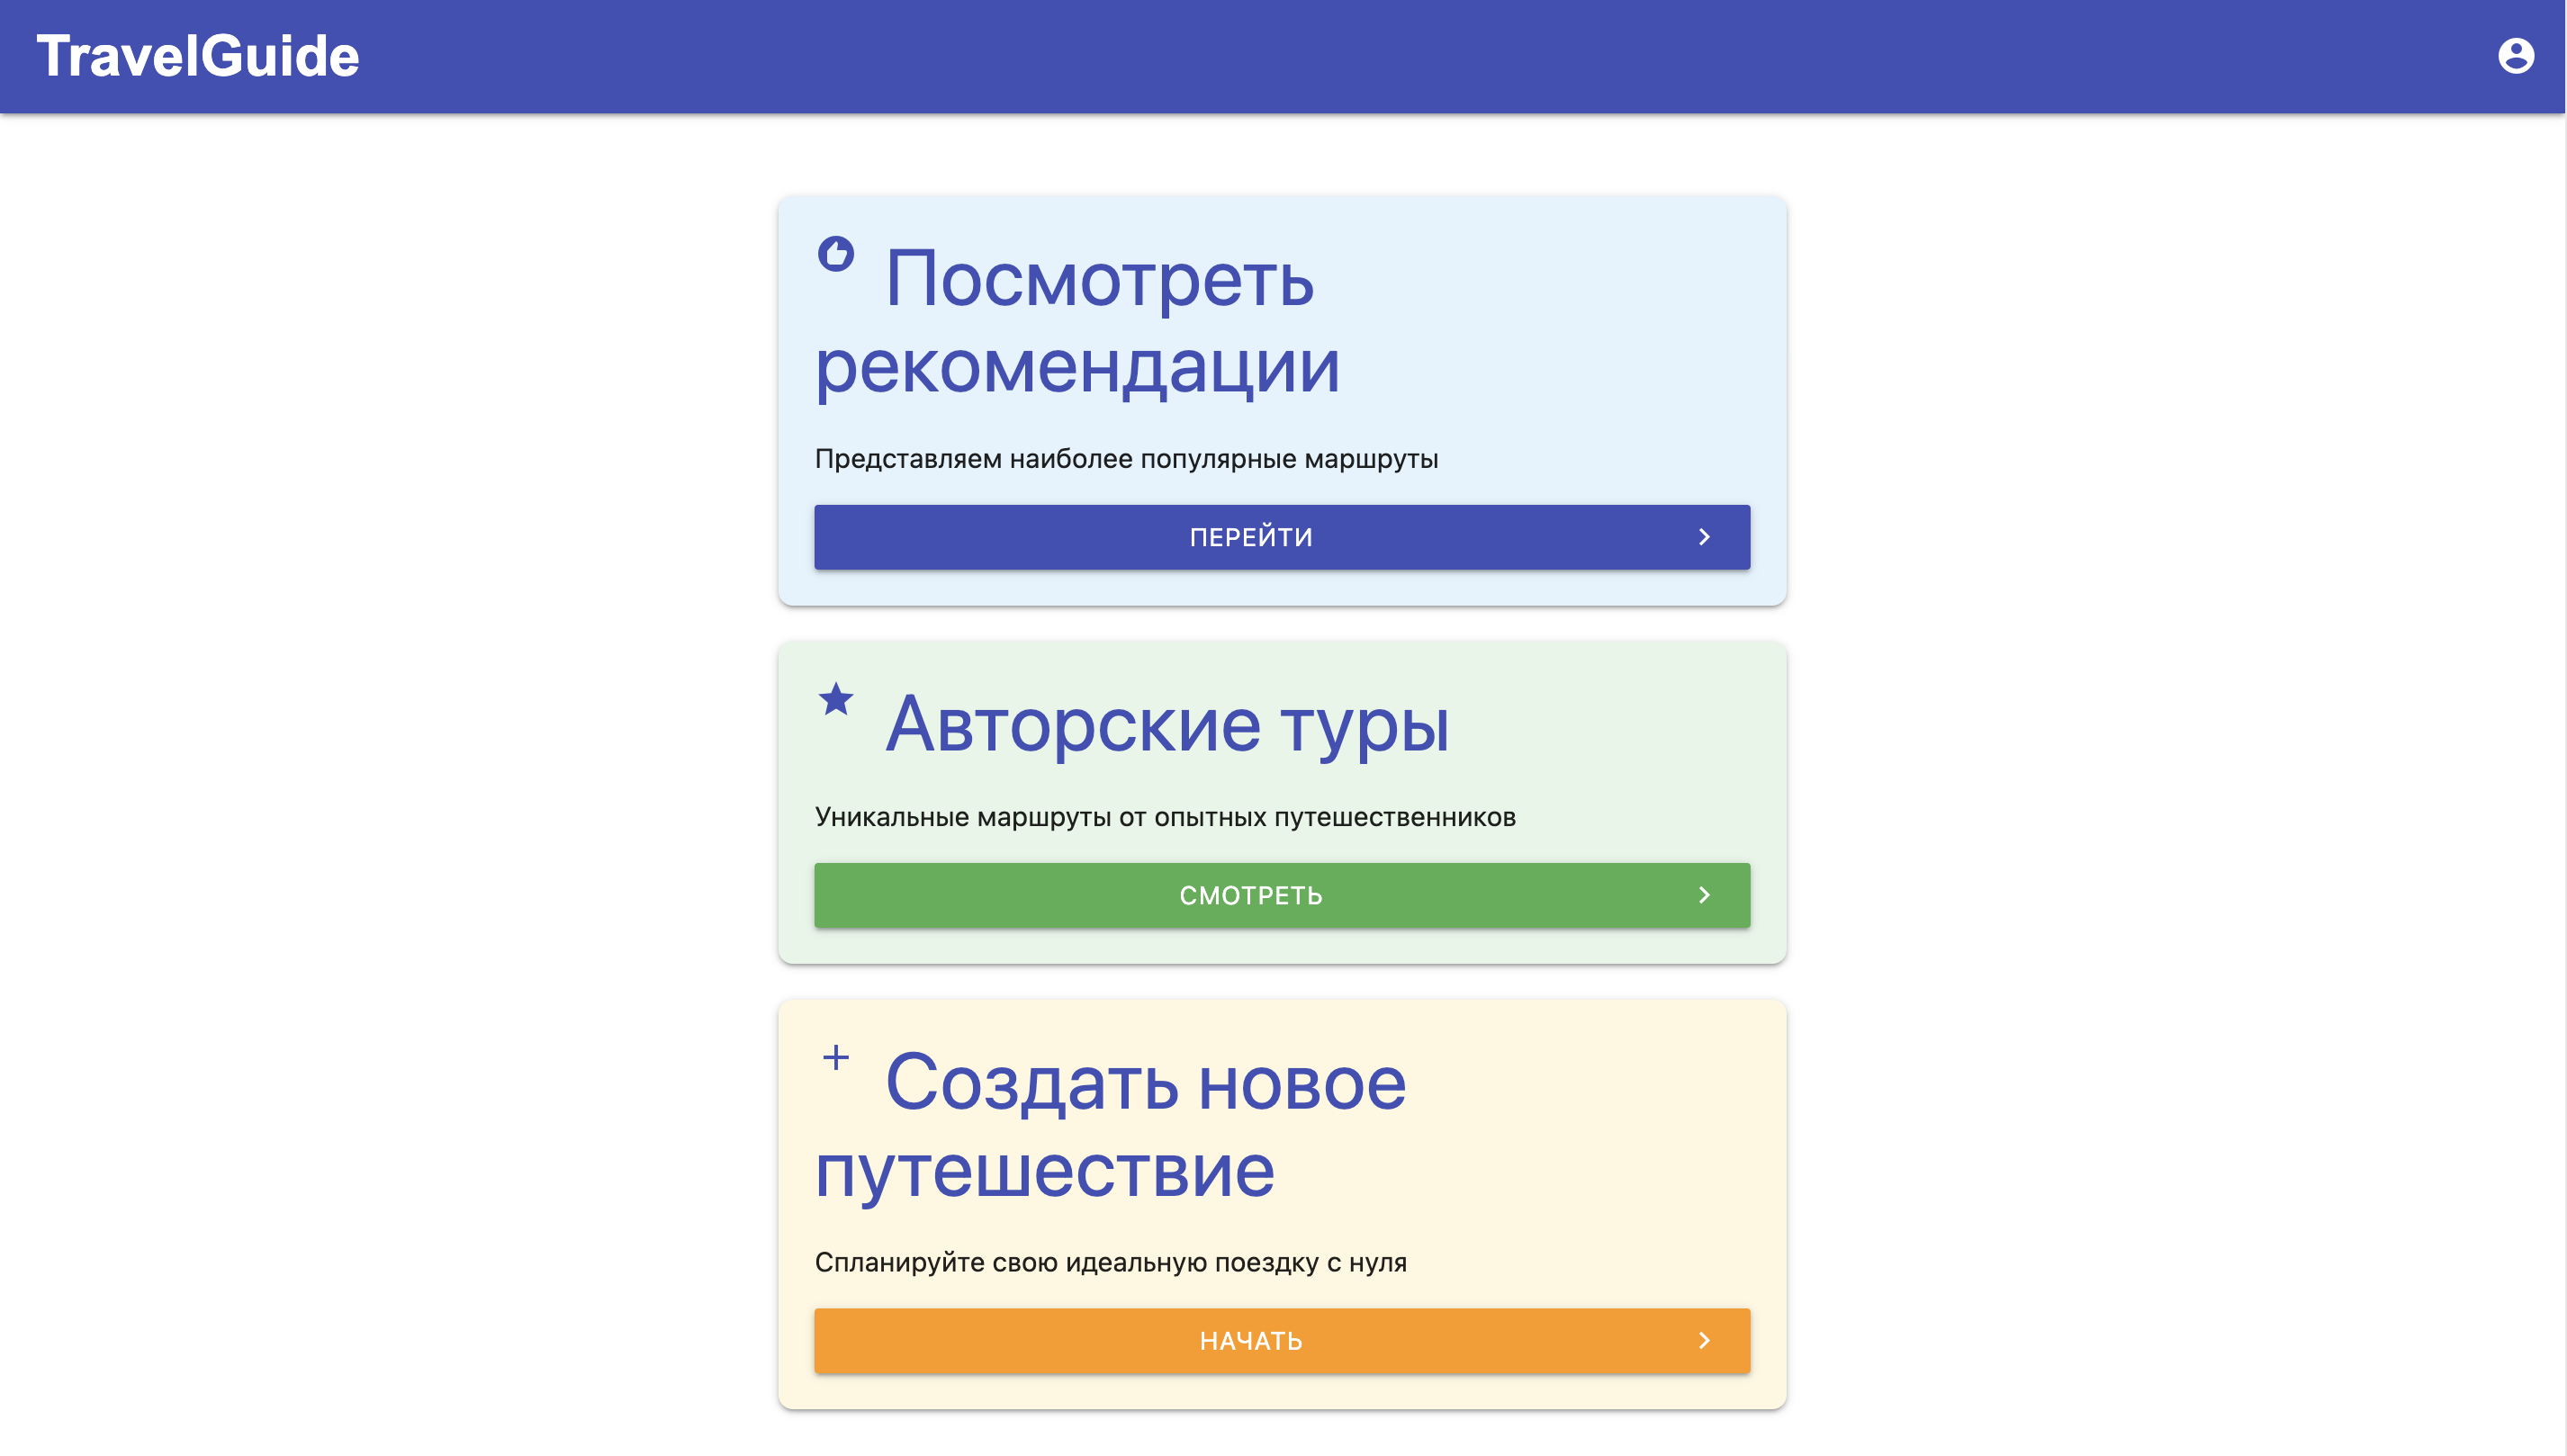 TravelGuide
Посмотреть
рекомендации
Представляем наиболее популярные маршруты
ПЕРЕЙТИ
Авторские туры
Уникальные маршруты от опытных путешественников
СМОТРЕТЬ
Создать новое
путешествие
Спланируйте свою идеальную поездку с нуля
НАЧАТЬ